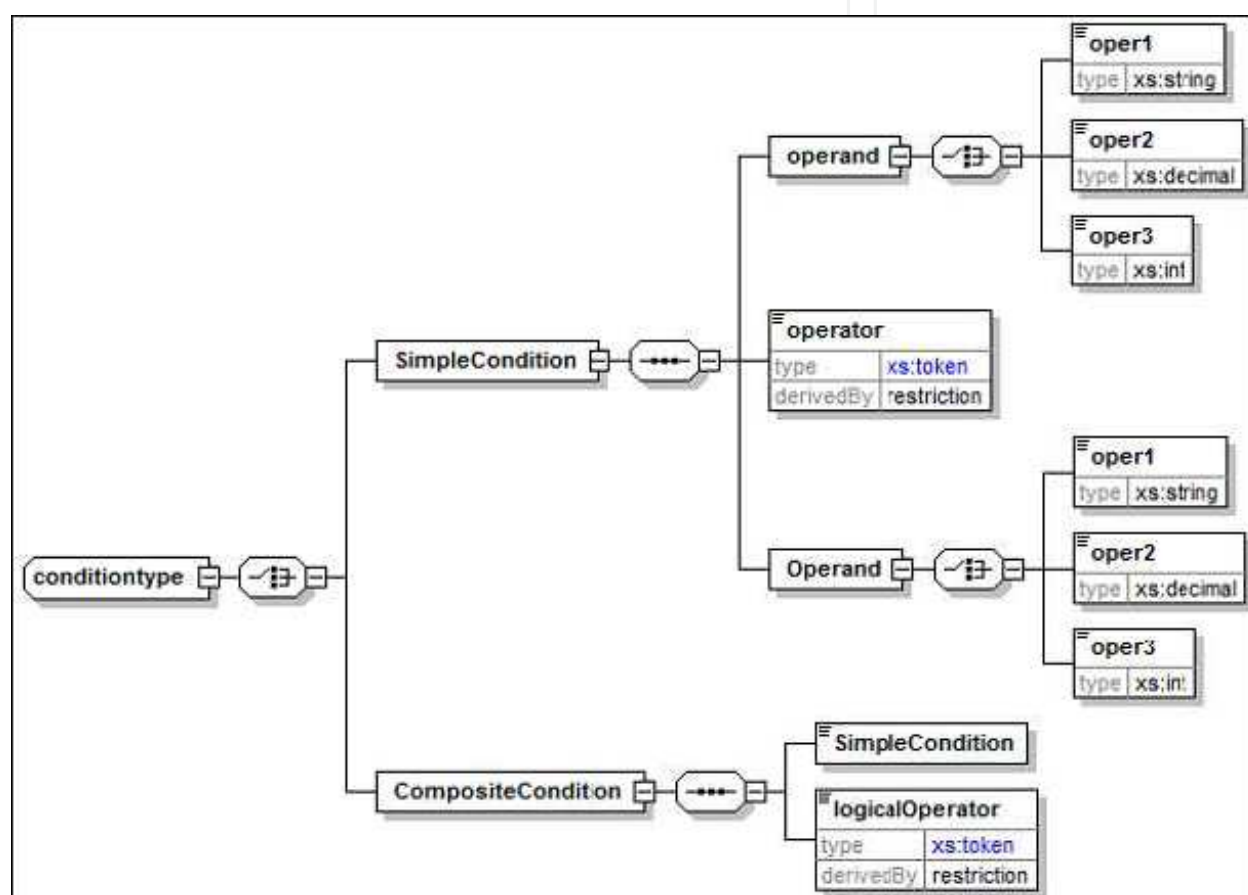 oper1
type xs:string
oper2
type xs:decimal
operand
oper3
type xs:int
operator
type xs:token
derivedBy restriction
SimpleCondition
oper1
type xs:string
oper2
type xs:decimal
Operand
oper3
type xs:int
conditiontype
SimpleCondition
CompositeCondition
logicalOperator
type xs:token
derivedBy restriction